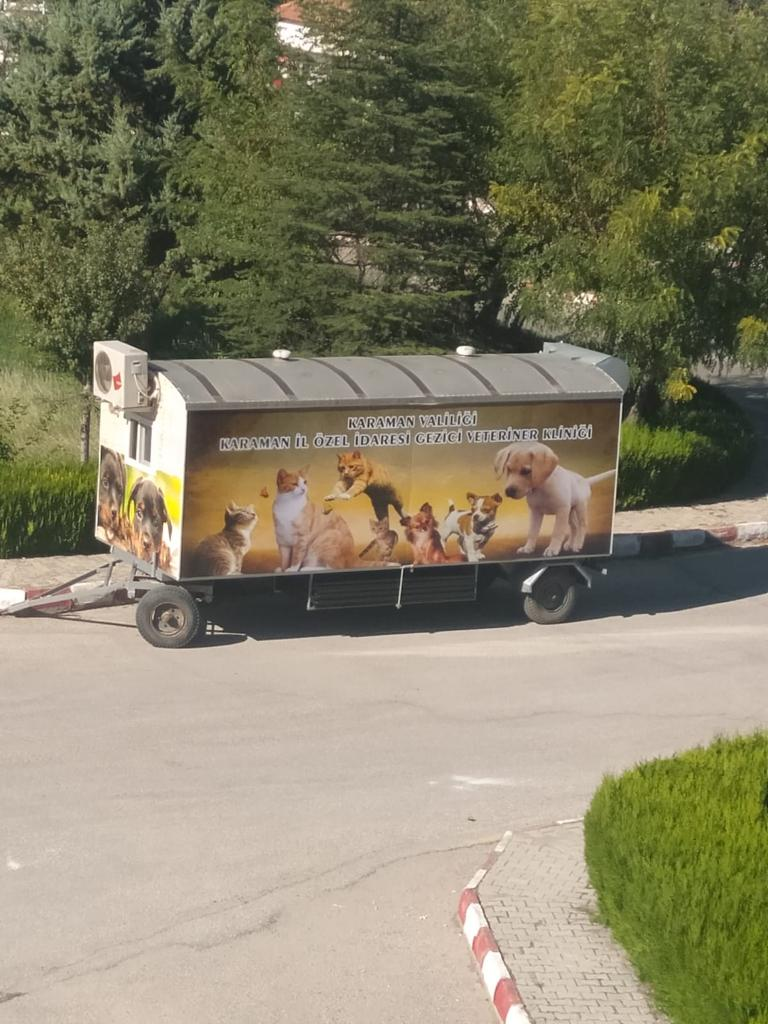 KARAMAN VALİLİĞİ
KARAMAN İL ÖZEL İDARESİ GEZİCİ VETERİNER KLİNİĞİ